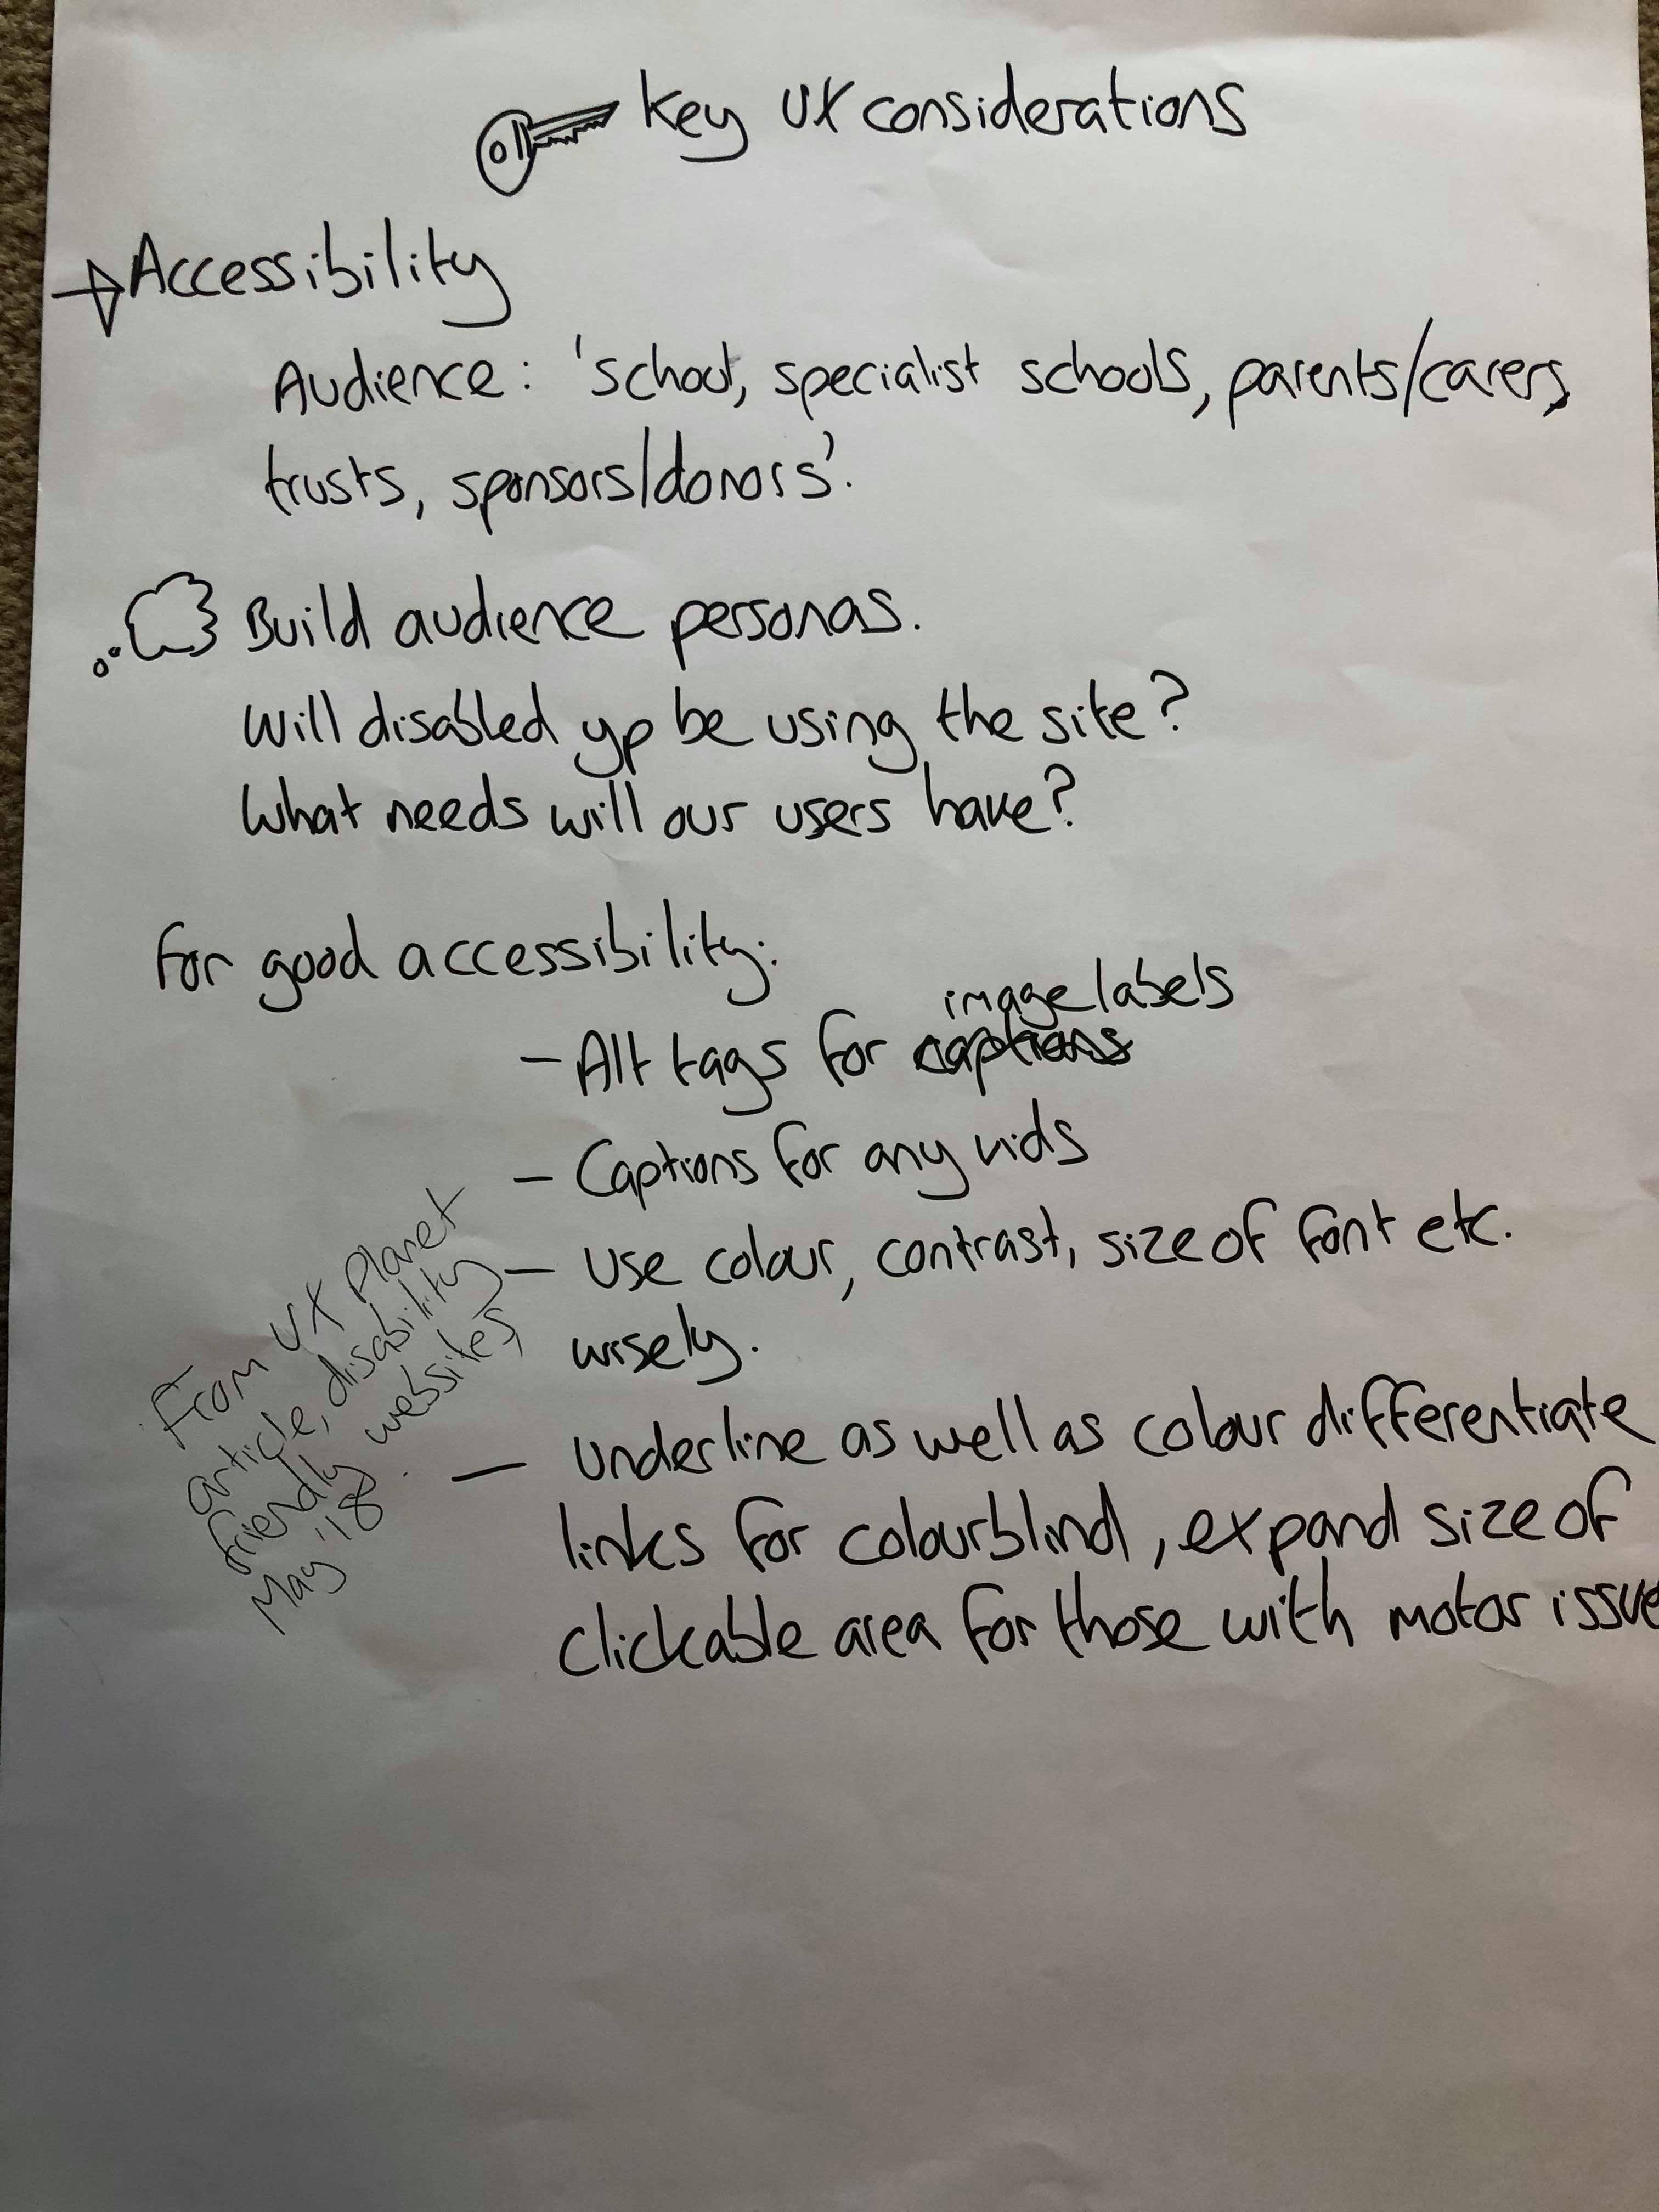 Key UX considerations
Accessibility
Audience: 'school, specialist schools, parents/carers,
trusts, sponsors/donors'.
Build audience personas.
Will disabled yp be using the site?
What needs will our users have?
For good accessibility:
image labels
- Alt tags for captions
- Captions for any vids
- Use colour, contrast, size of font etc.
wisely.
- Underline as well as colour differentiate
links for colourblind, expand size of
clickable area for those with motor issue
From UX Planet
article, disability
friendly websites,
May '18.